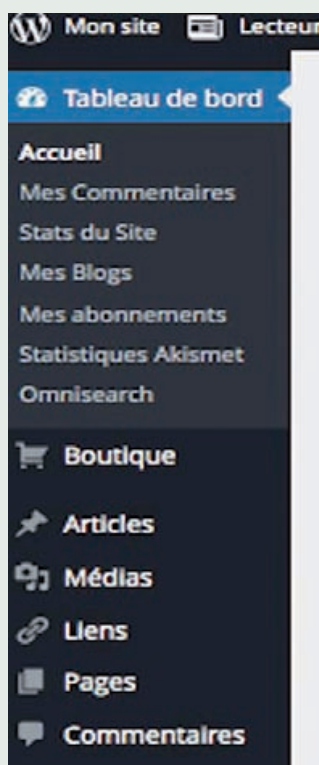 Mon site Lecteur
Tableau de bord
Accueil
Mes Commentaires
Stats du Site
Mes Blogs
Mes abonnements
Statistiques Akismet
Omnisearch
Boutique
Articles
Médias
Liens
Pages
Commentaires